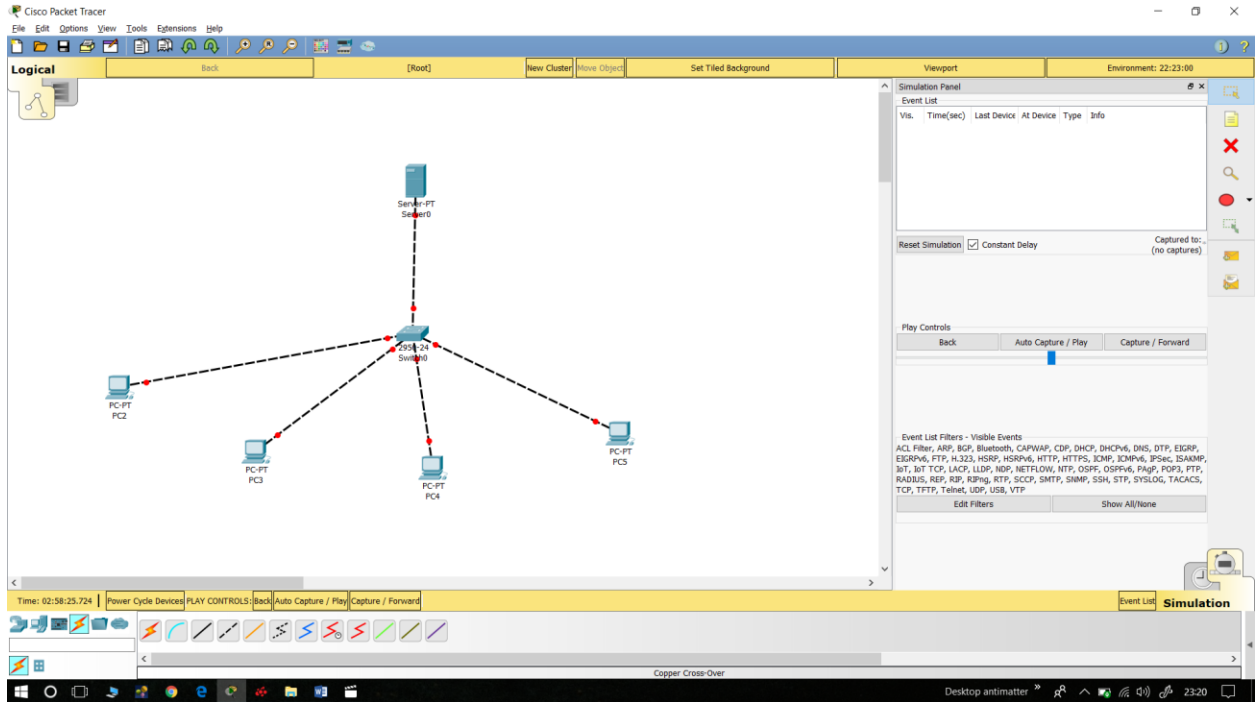 Cisco Packet Tracer
File Edit Options View Tools Extensions Help
Logical Back [Root] New Cluster Move Object Set Tiled Background Viewport Environment: 22:23:00
Simulation Panel
Event List
Vis. Time(sec) Last Device At Device Type Info
Server-PT
Server0
Reset Simulation Constant Delay Captured to:
(no captures)
Play Controls
Back Auto Capture / Play Capture / Forward
2950-24
Switch0
PC-PT
PC2
PC-PT
PC3
PC-PT
PC4
PC-PT
PC5
Event List Filters - Visible Events
ACL Filter, ARP, BGP, Bluetooth, CAPWAP, CDP, DHCP, DHCPv6, DNS, DTP, EIGRP,
EIGRPv6, FTP, H.323, HSRP, HSRPv6, HTTP, HTTPS, ICMP, ICMPv6, IPSec, ISAKMP,
IoT, IoT TCP, LACP, LLDP, NDP, NETFLOW, NTP, OSPF, OSPFv6, PAgP, POP3, PTP,
RADIUS, REP, RIP, RIPng, RTP, SCCP, SMTP, SNMP, SSH, STP, SYSLOG, TACACS,
TCP, TFTP, Telnet, UDP, USB, VTP
Edit Filters Show All/None
Time: 02:58:25.724 Power Cycle Devices PLAY CONTROLS: Back Auto Capture / Play Capture / Forward Event List Simulation
Copper Cross-Over
Desktop antimatter » 23:20